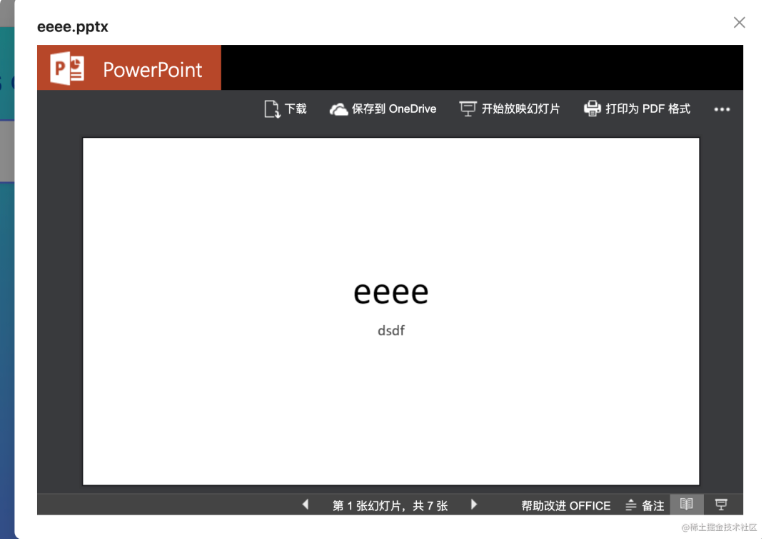 eeee.pptx
PowerPoint
下载 保存到 OneDrive 开始放映幻灯片 打印为 PDF 格式
eeee
dsdf
第 1 张幻灯片，共 7 张 帮助改进 OFFICE 备注
@稀土掘金技术社区